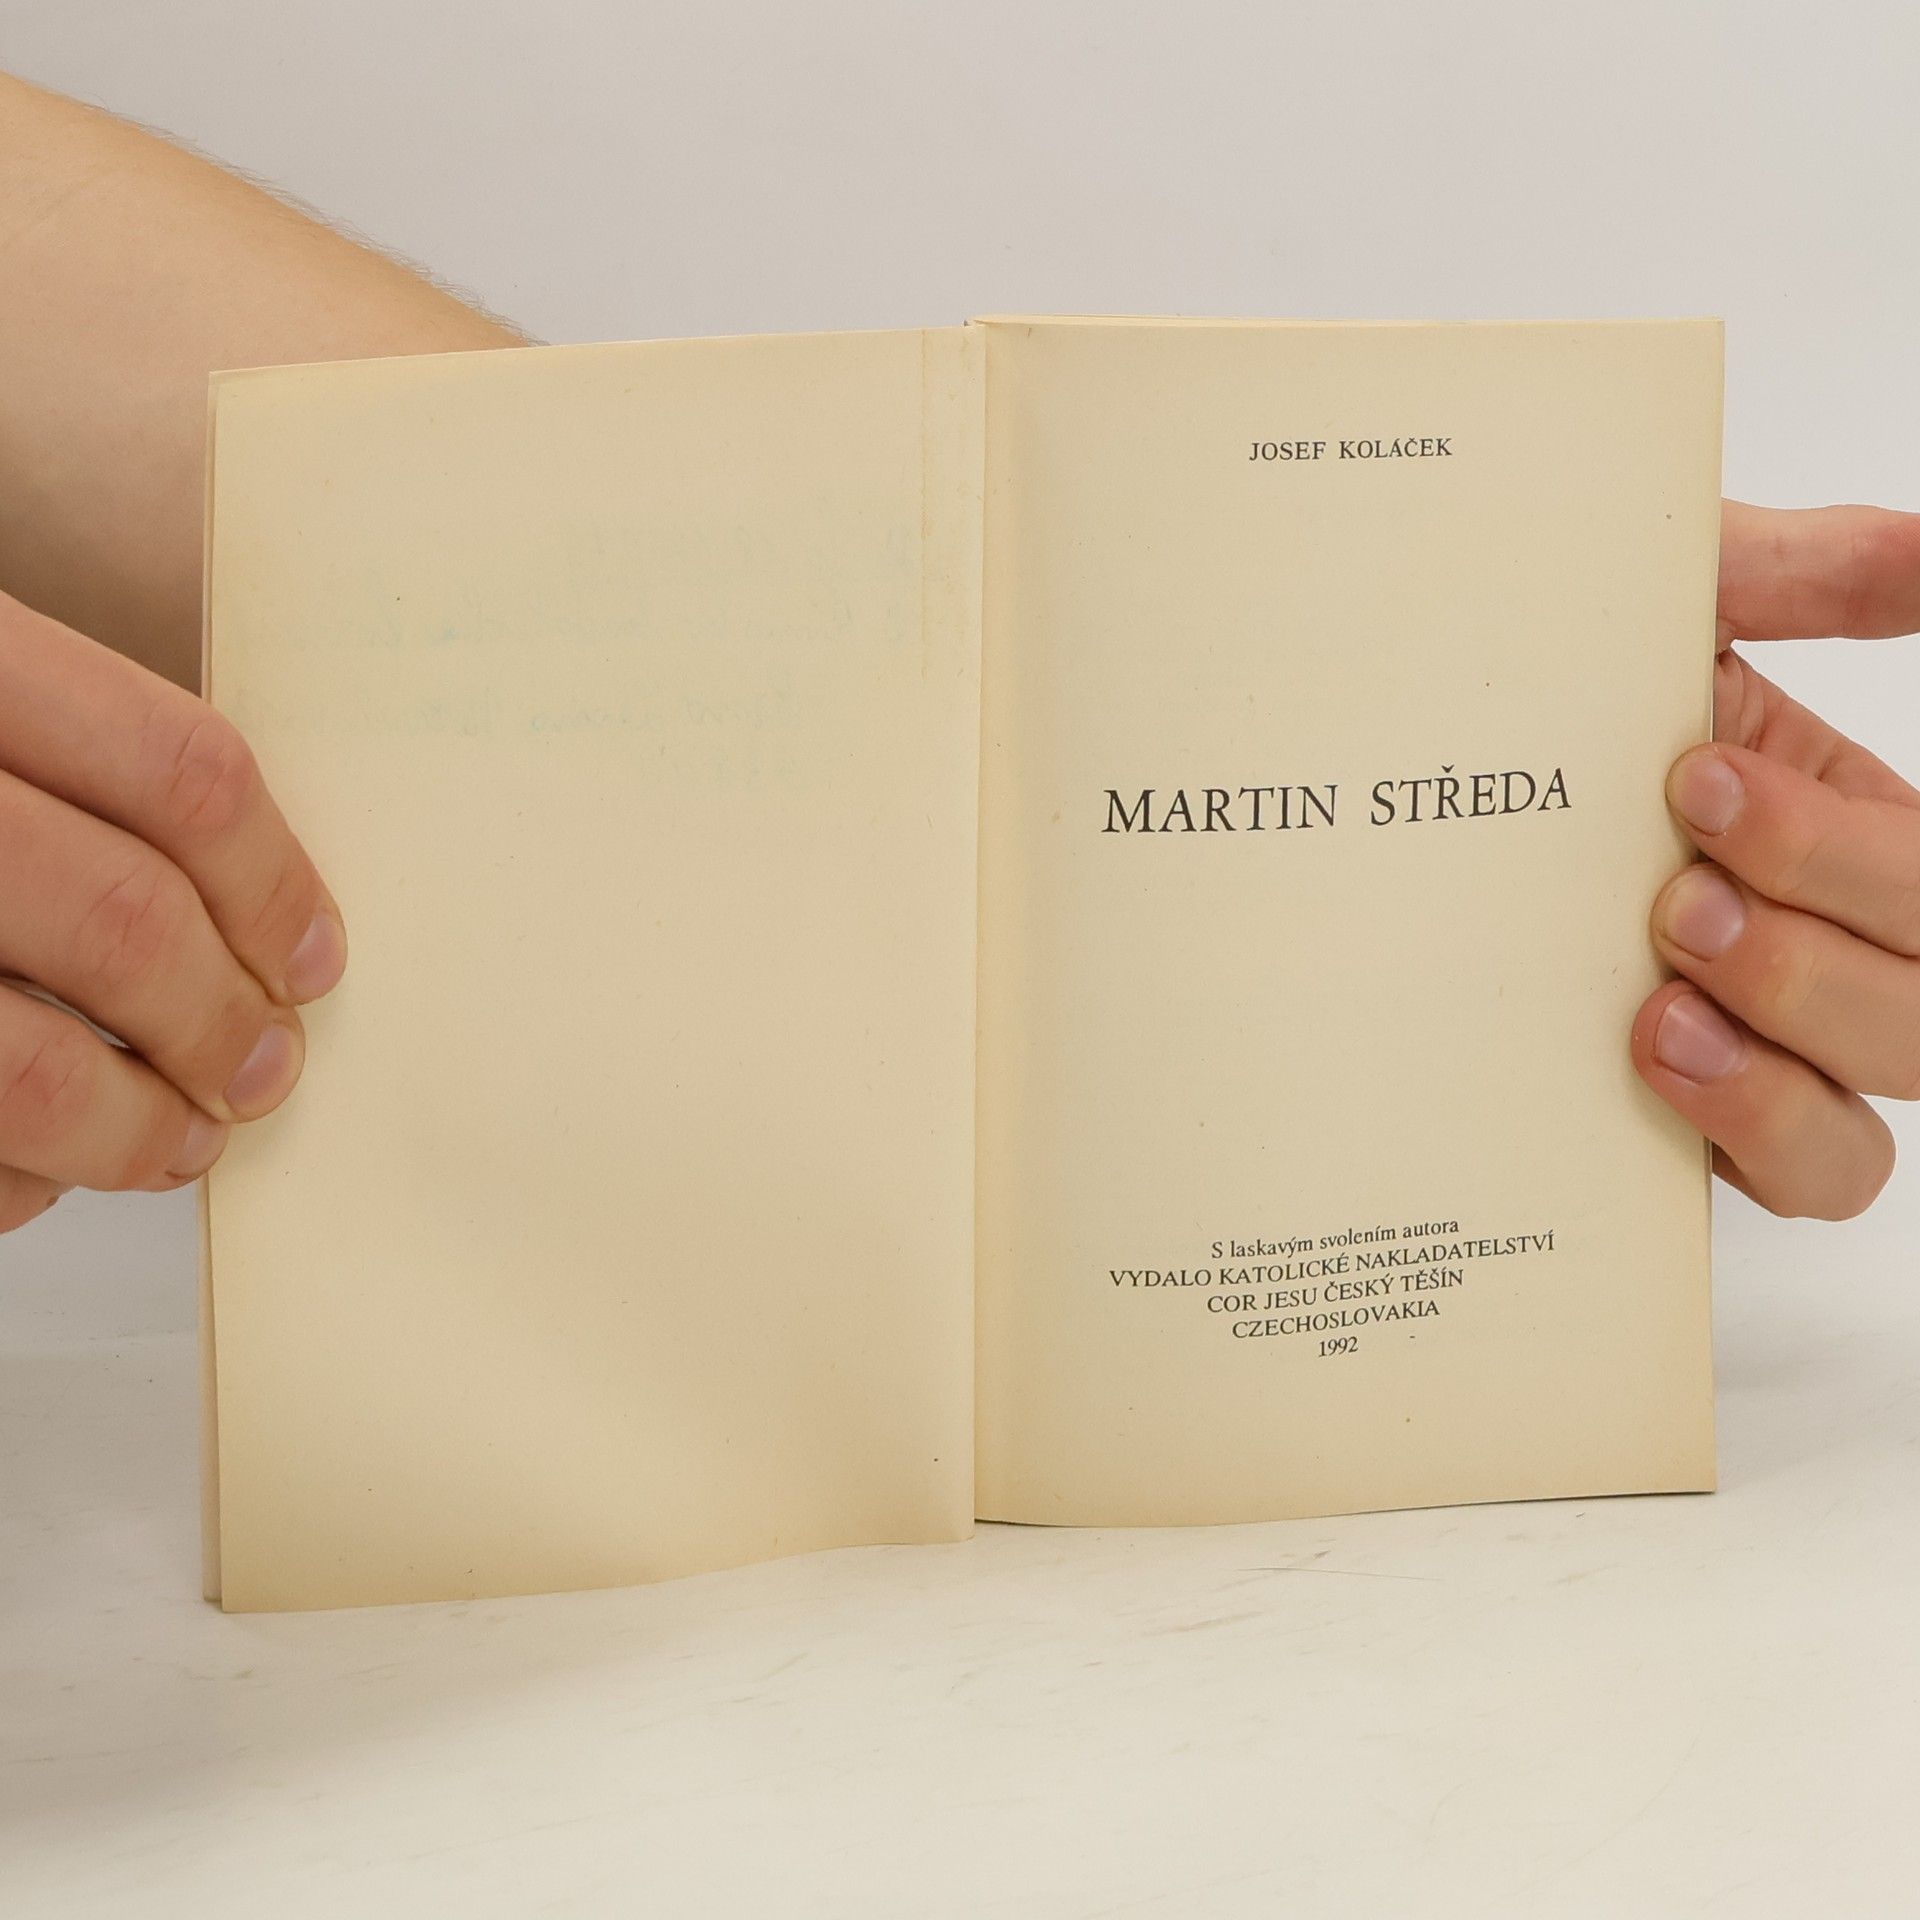 JOSEF KOLÁČEK
MARTIN STŘEDA
S laskavým svolením autora
VYDALO KATOLICKÉ NAKLADATELSTVÍ
COR JESU ČESKÝ TĚŠÍN
CZECHOSLOVAKIA
1992